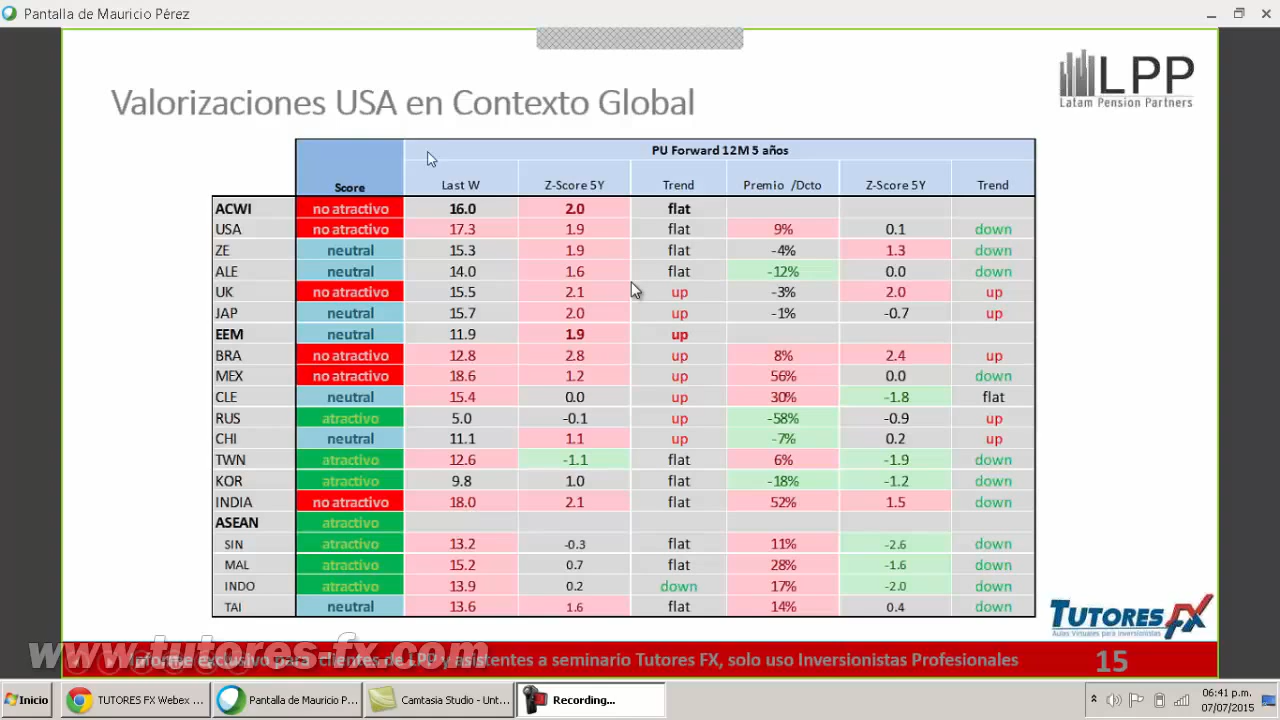 Pantalla de Mauricio Pérez
LPP
Latam Pension Partners
Valorizaciones USA en Contexto Global
PU Forward 12M 5 años
Score Last W Z-Score 5Y Trend Premio /Dcto Z-Score 5Y Trend
ACWI no atractivo 16.0 2.0 flat
USA no atractivo 17.3 1.9 flat 9% 0.1 down
ZE neutral 15.3 1.9 flat -4% 1.3 down
ALE neutral 14.0 1.6 flat -12% 0.0 down
UK no atractivo 15.5 2.1 up -3% 2.0 up
JAP neutral 15.7 2.0 up -1% -0.7 up
EEM neutral 11.9 1.9 up
BRA no atractivo 12.8 2.8 up 8% 2.4 up
MEX no atractivo 18.6 1.2 up 56% 0.0 down
CLE neutral 15.4 0.0 up 30% -1.8 flat
RUS atractivo 5.0 -0.1 up -58% -0.9 up
CHI neutral 11.1 1.1 up -7% 0.2 up
TWN atractivo 12.6 -1.1 flat 6% -1.9 down
KOR atractivo 9.8 1.0 flat -18% -1.2 down
INDIA no atractivo 18.0 2.1 flat 52% 1.5 down
ASEAN atractivo
SIN atractivo 13.2 -0.3 flat 11% -2.6 down
MAL atractivo 15.2 0.7 flat 28% -1.6 down
INDO atractivo 13.9 0.2 down 17% -2.0 down
TAI neutral 13.6 1.6 flat 14% 0.4 down
TUTORES FX
Aulas Virtuales para Inversionistas
www.tutores-fx.com
Informe exclusivo para clientes de LPP y asistentes a seminario Tutores FX, solo uso Inversionistas Profesionales 15
Inicio TUTORES FX Webex ... Pantalla de Mauricio P... Camtasia Studio - Unt... Recording... 06:41 p.m.
07/07/2015